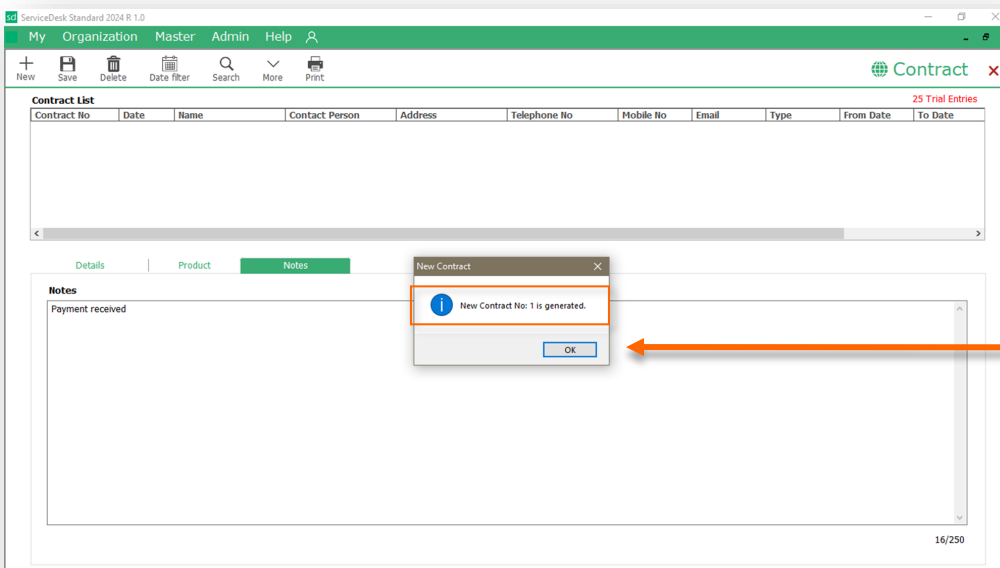 sd ServiceDesk Standard 2024 R 1.0
My Organization Master Admin Help
New Save Delete Date filter Search More Print
Contract
Contract List
25 Trial Entries
Contract No Date Name Contact Person Address Telephone No Mobile No Email Type From Date To Date
Details Product Notes
New Contract
Notes
Payment received
New Contract No: 1 is generated.
OK
16/250